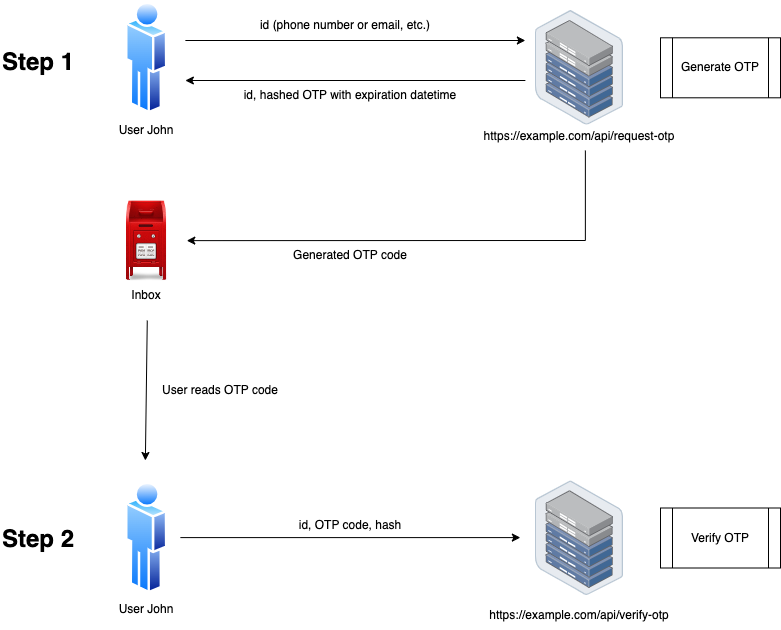 Step 1
id (phone number or email, etc.)
id, hashed OTP with expiration datetime
User John
https://example.com/api/request-otp
Generate OTP
Generated OTP code
Inbox
User reads OTP code
Step 2
id, OTP code, hash
User John
https://example.com/api/verify-otp
Verify OTP